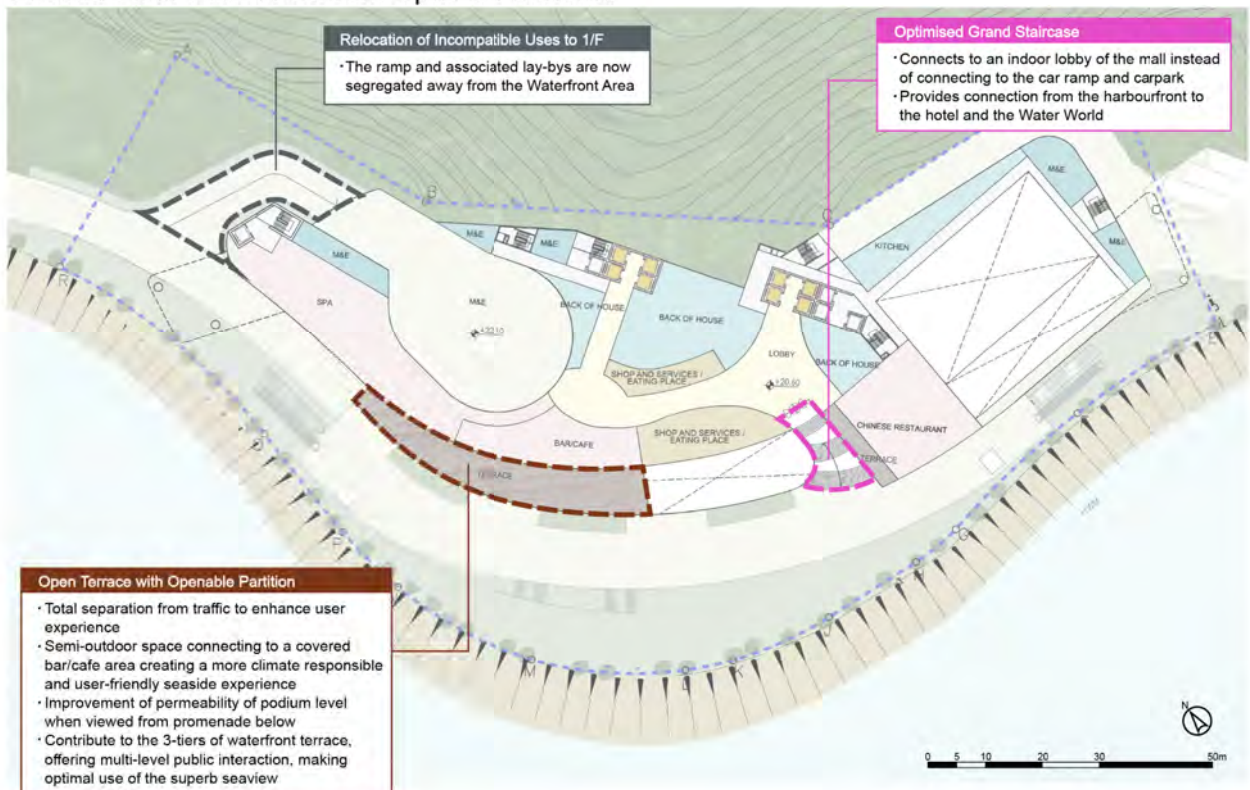 Relocation of Incompatible Uses to 1/F
· The ramp and associated lay-bys are now
segregated away from the Waterfront Area
Optimised Grand Staircase
· Connects to an indoor lobby of the mall instead
of connecting to the car ramp and carpark
· Provides connection from the harbourfront to
the hotel and the Water World
A
B
C
R
M&E
M&E
M&E
M&E
M&E
KITCHEN
SPA
M&E
BACK OF HOUSE
BACK OF HOUSE
LOBBY
BACK OF HOUSE
+20.60
SHOP AND SERVICES /
EATING PLACE
SHOP AND SERVICES /
EATING PLACE
BAR/CAFE
CHINESE RESTAURANT
TERRACE
TERRACE
G
J
K
L
M
Open Terrace with Openable Partition
· Total separation from traffic to enhance user
experience
· Semi-outdoor space connecting to a covered
bar/cafe area creating a more climate responsible
and user-friendly seaside experience
· Improvement of permeability of podium level
when viewed from promenade below
· Contribute to the 3-tiers of waterfront terrace,
offering multi-level public interaction, making
optimal use of the superb seaview
N
0 5 10 20 30 50m